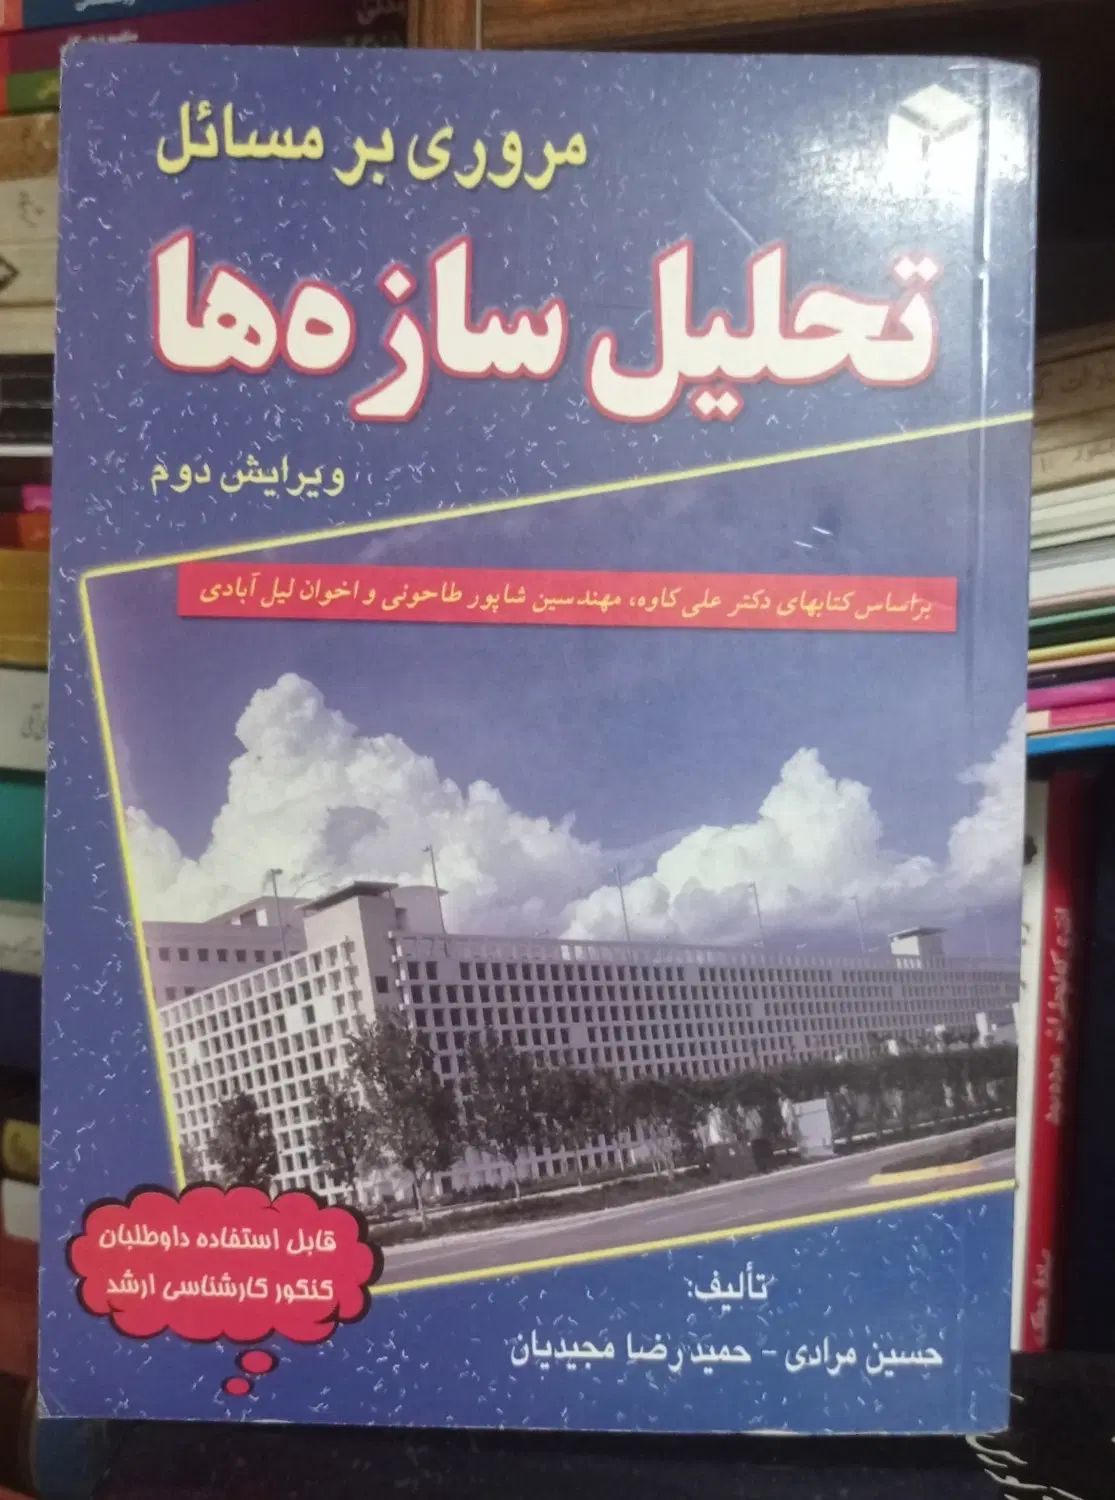 مروری بر مسائل
تحلیل سازه‌ها
ویرایش دوم
براساس کتابهای دکتر علی کاوه، مهندسین شاپور طاحونی و اخوان لیل آبادی
قابل استفاده داوطلبان
کنکور کارشناسی ارشد
تألیف:
حسین مرادی - حمیدرضا مجیدیان